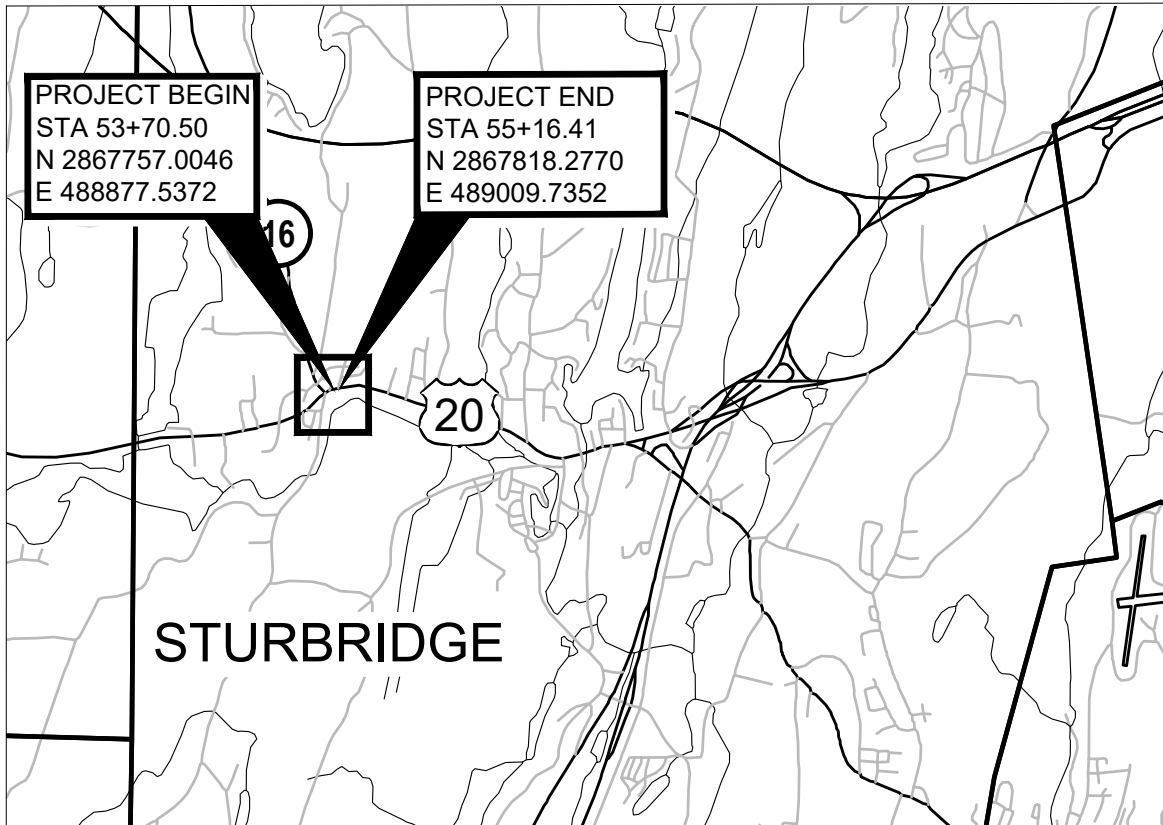 PROJECT BEGIN
STA 53+70.50
N 2867757.0046
E 488877.5372
PROJECT END
STA 55+16.41
N 2867818.2770
E 489009.7352
16
20
STURBRIDGE